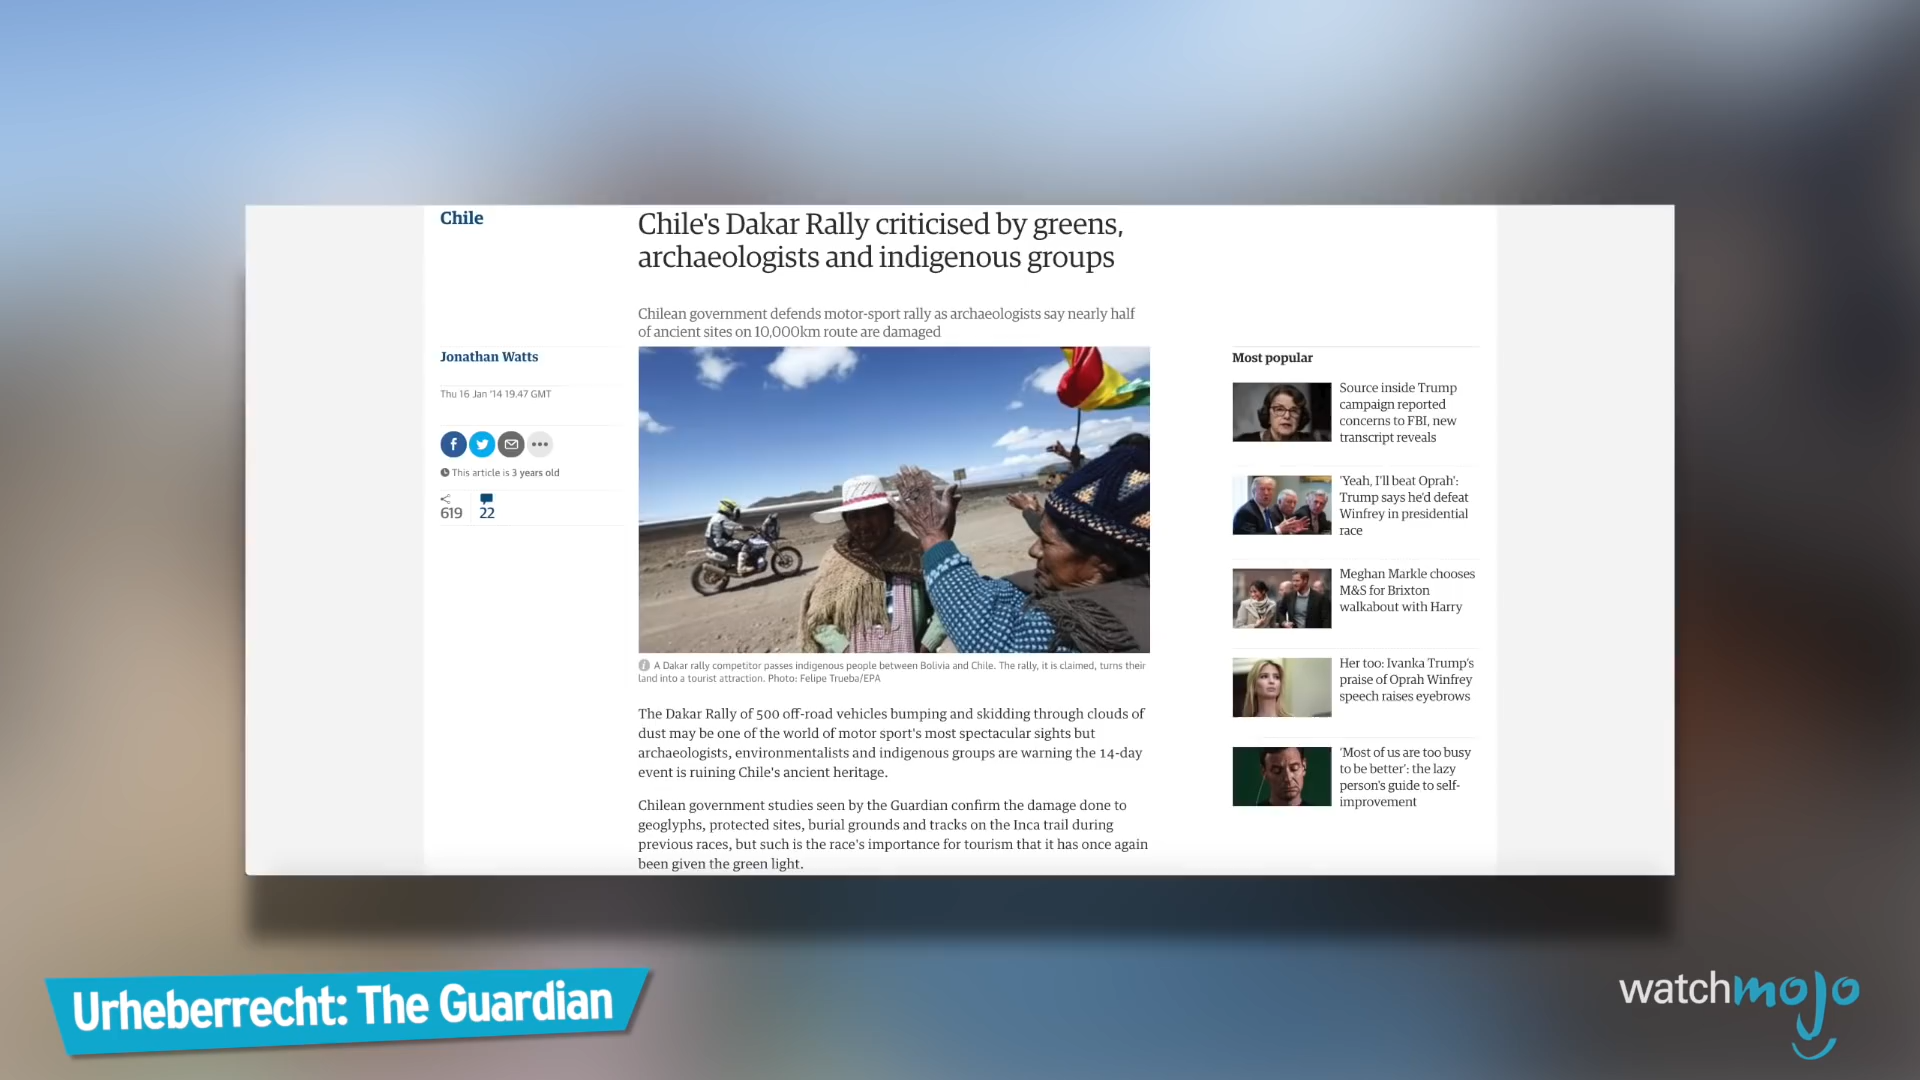 Chile
Chile's Dakar Rally criticised by greens,
archaeologists and indigenous groups
Chilean government defends motor-sport rally as archaeologists say nearly half
of ancient sites on 10,000km route are damaged
Jonathan Watts
Thu 16 Jan '14 19.47 GMT
This article is 3 years old
619
22
A Dakar rally competitor passes indigenous people between Bolivia and Chile. The rally, it is claimed, turns their
land into a tourist attraction. Photo: Felipe Trueba/EPA
The Dakar Rally of 500 off-road vehicles bumping and skidding through clouds of
dust may be one of the world of motor sport's most spectacular sights but
archaeologists, environmentalists and indigenous groups are warning the 14-day
event is ruining Chile's ancient heritage.
Chilean government studies seen by the Guardian confirm the damage done to
geoglyphs, protected sites, burial grounds and tracks on the Inca trail during
previous races, but such is the race's importance for tourism that it has once again
been given the green light.
Most popular
Source inside Trump
campaign reported
concerns to FBI, new
transcript reveals
'Yeah, I'll beat Oprah':
Trump says he'd defeat
Winfrey in presidential
race
Meghan Markle chooses
M&S for Brixton
walkabout with Harry
Her too: Ivanka Trump's
praise of Oprah Winfrey
speech raises eyebrows
'Most of us are too busy
to be better': the lazy
person's guide to self-
improvement
Urheberrecht: The Guardian
watchmojo